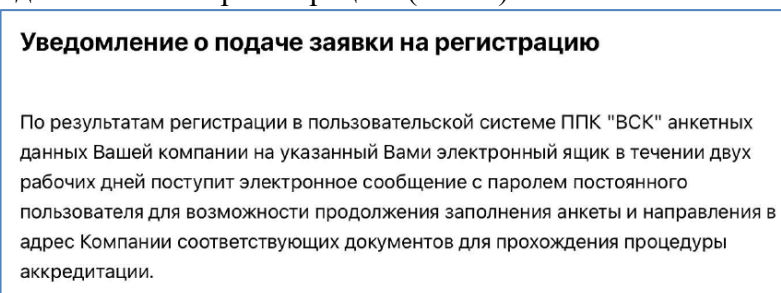 Уведомление о подаче заявки на регистрацию
По результатам регистрации в пользовательской системе ППК "ВСК" анкетных
данных Вашей компании на указанный Вами электронный ящик в течении двух
рабочих дней поступит электронное сообщение с паролем постоянного
пользователя для возможности продолжения заполнения анкеты и направления в
адрес Компании соответствующих документов для прохождения процедуры
аккредитации.